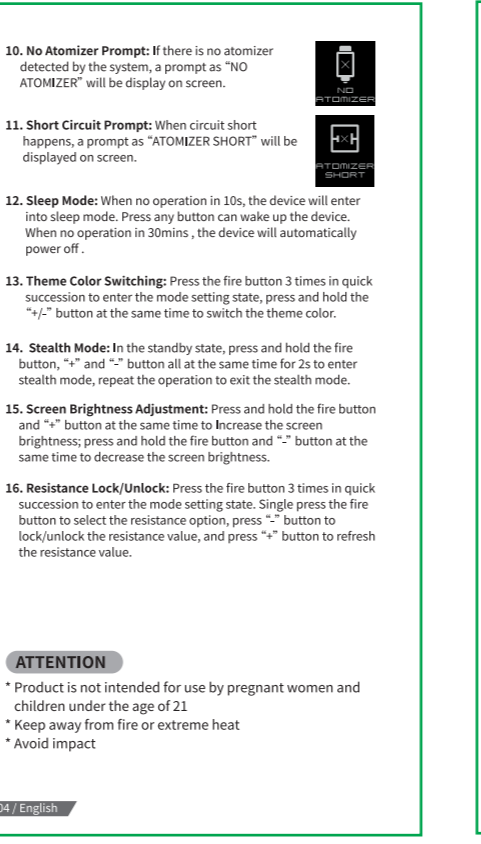 10. No Atomizer Prompt: If there is no atomizer
detected by the system, a prompt as “NO
ATOMIZER” will be display on screen.
NO
ATOMIZER
11. Short Circuit Prompt: When circuit short
happens, a prompt as “ATOMIZER SHORT” will be
displayed on screen.
ATOMIZER
SHORT
12. Sleep Mode: When no operation in 10s, the device will enter
into sleep mode. Press any button can wake up the device.
When no operation in 30mins , the device will automatically
power off .
13. Theme Color Switching: Press the fire button 3 times in quick
succession to enter the mode setting state, press and hold the
“+/-” button at the same time to switch the theme color.
14. Stealth Mode: In the standby state, press and hold the fire
button, “+” and “-” button all at the same time for 2s to enter
stealth mode, repeat the operation to exit the stealth mode.
15. Screen Brightness Adjustment: Press and hold the fire button
and “+” button at the same time to Increase the screen
brightness; press and hold the fire button and “-” button at the
same time to decrease the screen brightness.
16. Resistance Lock/Unlock: Press the fire button 3 times in quick
succession to enter the mode setting state. Single press the fire
button to select the resistance option, press “-” button to
lock/unlock the resistance value, and press “+” button to refresh
the resistance value.
ATTENTION
* Product is not intended for use by pregnant women and
children under the age of 21
* Keep away from fire or extreme heat
* Avoid impact
04 / English